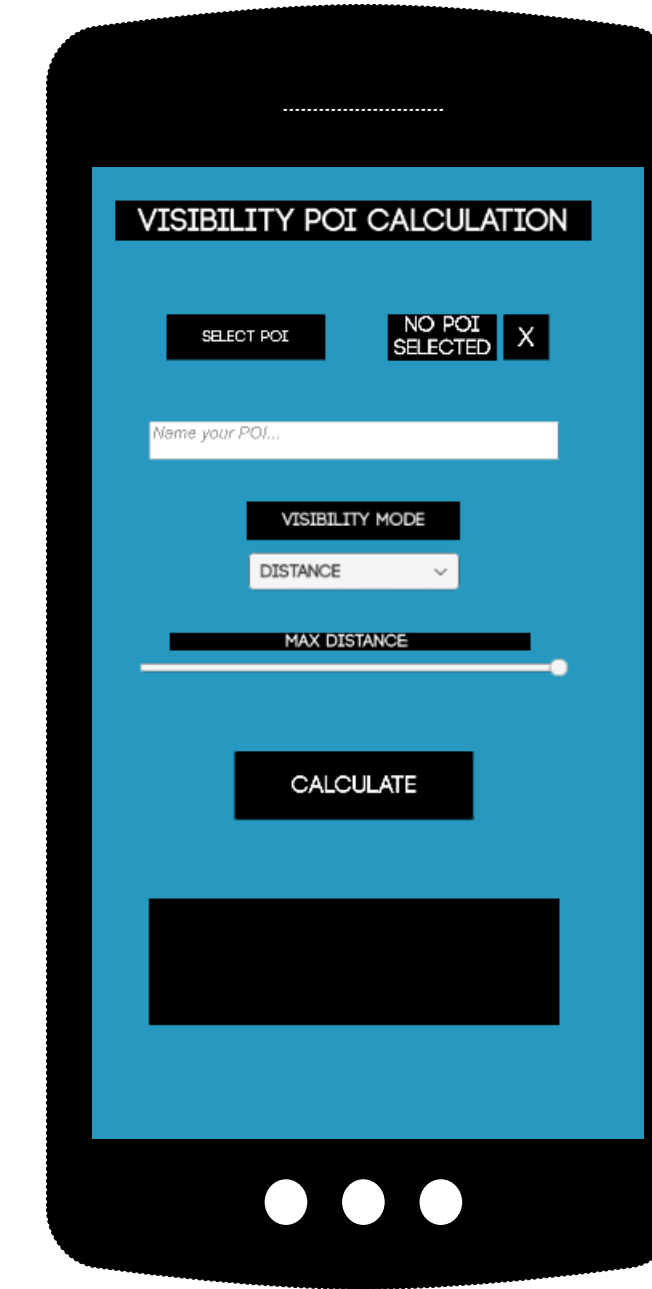 VISIBILITY POI CALCULATION
SELECT POI
NO POI
SELECTED
X
Name your POI...
VISIBILITY MODE
DISTANCE
MAX DISTANCE
CALCULATE